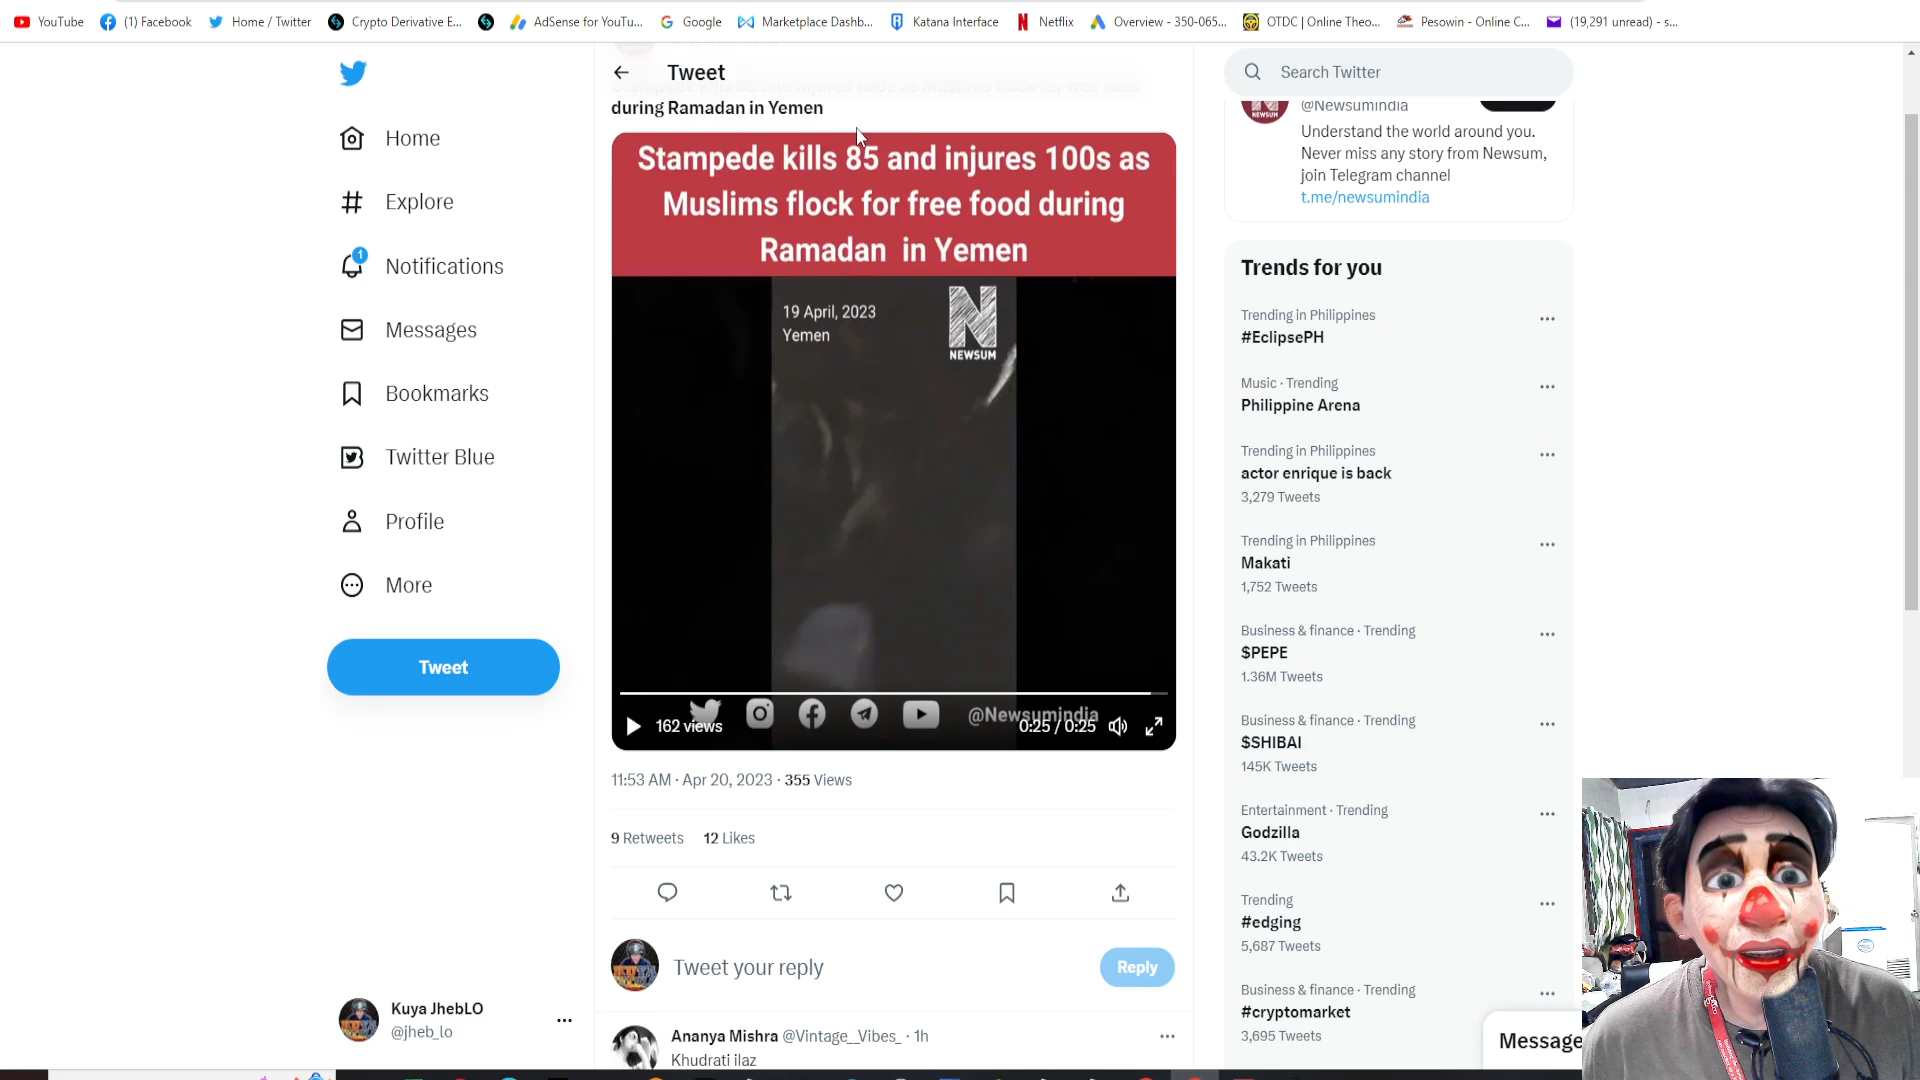 YouTube
(1) Facebook
Home / Twitter
Crypto Derivative E...
AdSense for YouTu...
Google
Marketplace Dashb...
Katana Interface
Netflix
Overview - 350-065...
OTDC | Online Theo...
Pesowin - Online C...
(19,291 unread) - s...
Home
Explore
1
Notifications
Messages
Bookmarks
Twitter Blue
Profile
More
Tweet
Kuya JhebLO
@jheb_lo
Tweet
during Ramadan in Yemen
Stampede kills 85 and injures 100s as
Muslims flock for free food during
Ramadan in Yemen
19 April, 2023
Yemen
N
NEWSUM
@Newsumindia
162 views
0:25 / 0:25
11:53 AM · Apr 20, 2023 · 355 Views
9 Retweets 12 Likes
Tweet your reply
Reply
Ananya Mishra @Vintage__Vibes_ · 1h
Khudrati ilaz
Search Twitter
NEWSUM
@Newsumindia
Understand the world around you.
Never miss any story from Newsum,
join Telegram channel
t.me/newsumindia
Trends for you
Trending in Philippines
#EclipsePH
Music · Trending
Philippine Arena
Trending in Philippines
actor enrique is back
3,279 Tweets
Trending in Philippines
Makati
1,752 Tweets
Business & finance · Trending
$PEPE
1.36M Tweets
Business & finance · Trending
$SHIBAI
145K Tweets
Entertainment · Trending
Godzilla
43.2K Tweets
Trending
#edging
5,687 Tweets
Business & finance · Trending
#cryptomarket
3,695 Tweets
Message